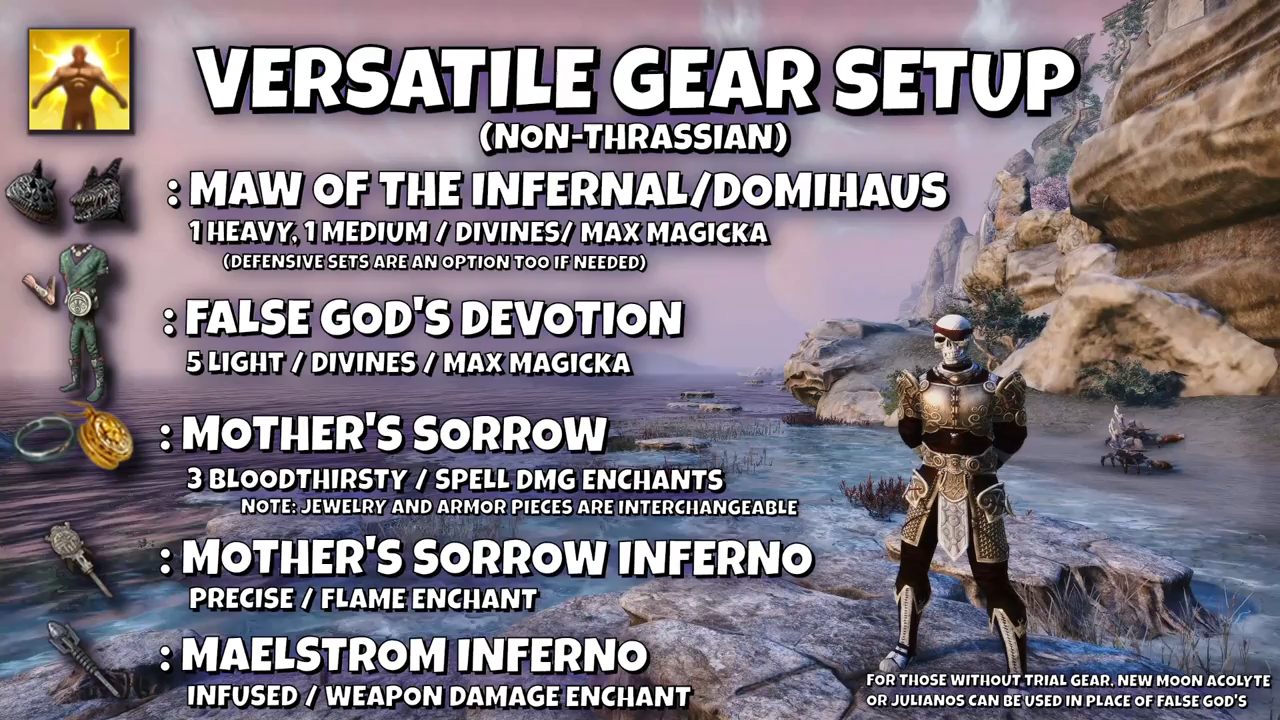 VERSATILE GEAR SETUP
(NON-THRASSIAN)
: MAW OF THE INFERNAL/DOMIHAUS
1 HEAVY, 1 MEDIUM / DIVINES/ MAX MAGICKA
(DEFENSIVE SETS ARE AN OPTION TOO IF NEEDED)
: FALSE GOD'S DEVOTION
5 LIGHT / DIVINES / MAX MAGICKA
: MOTHER'S SORROW
3 BLOODTHIRSTY / SPELL DMG ENCHANTS
NOTE: JEWELRY AND ARMOR PIECES ARE INTERCHANGEABLE
: MOTHER'S SORROW INFERNO
PRECISE / FLAME ENCHANT
: MAELSTROM INFERNO
INFUSED / WEAPON DAMAGE ENCHANT
FOR THOSE WITHOUT TRIAL GEAR, NEW MOON ACOLYTE
OR JULIANOS CAN BE USED IN PLACE OF FALSE GOD'S